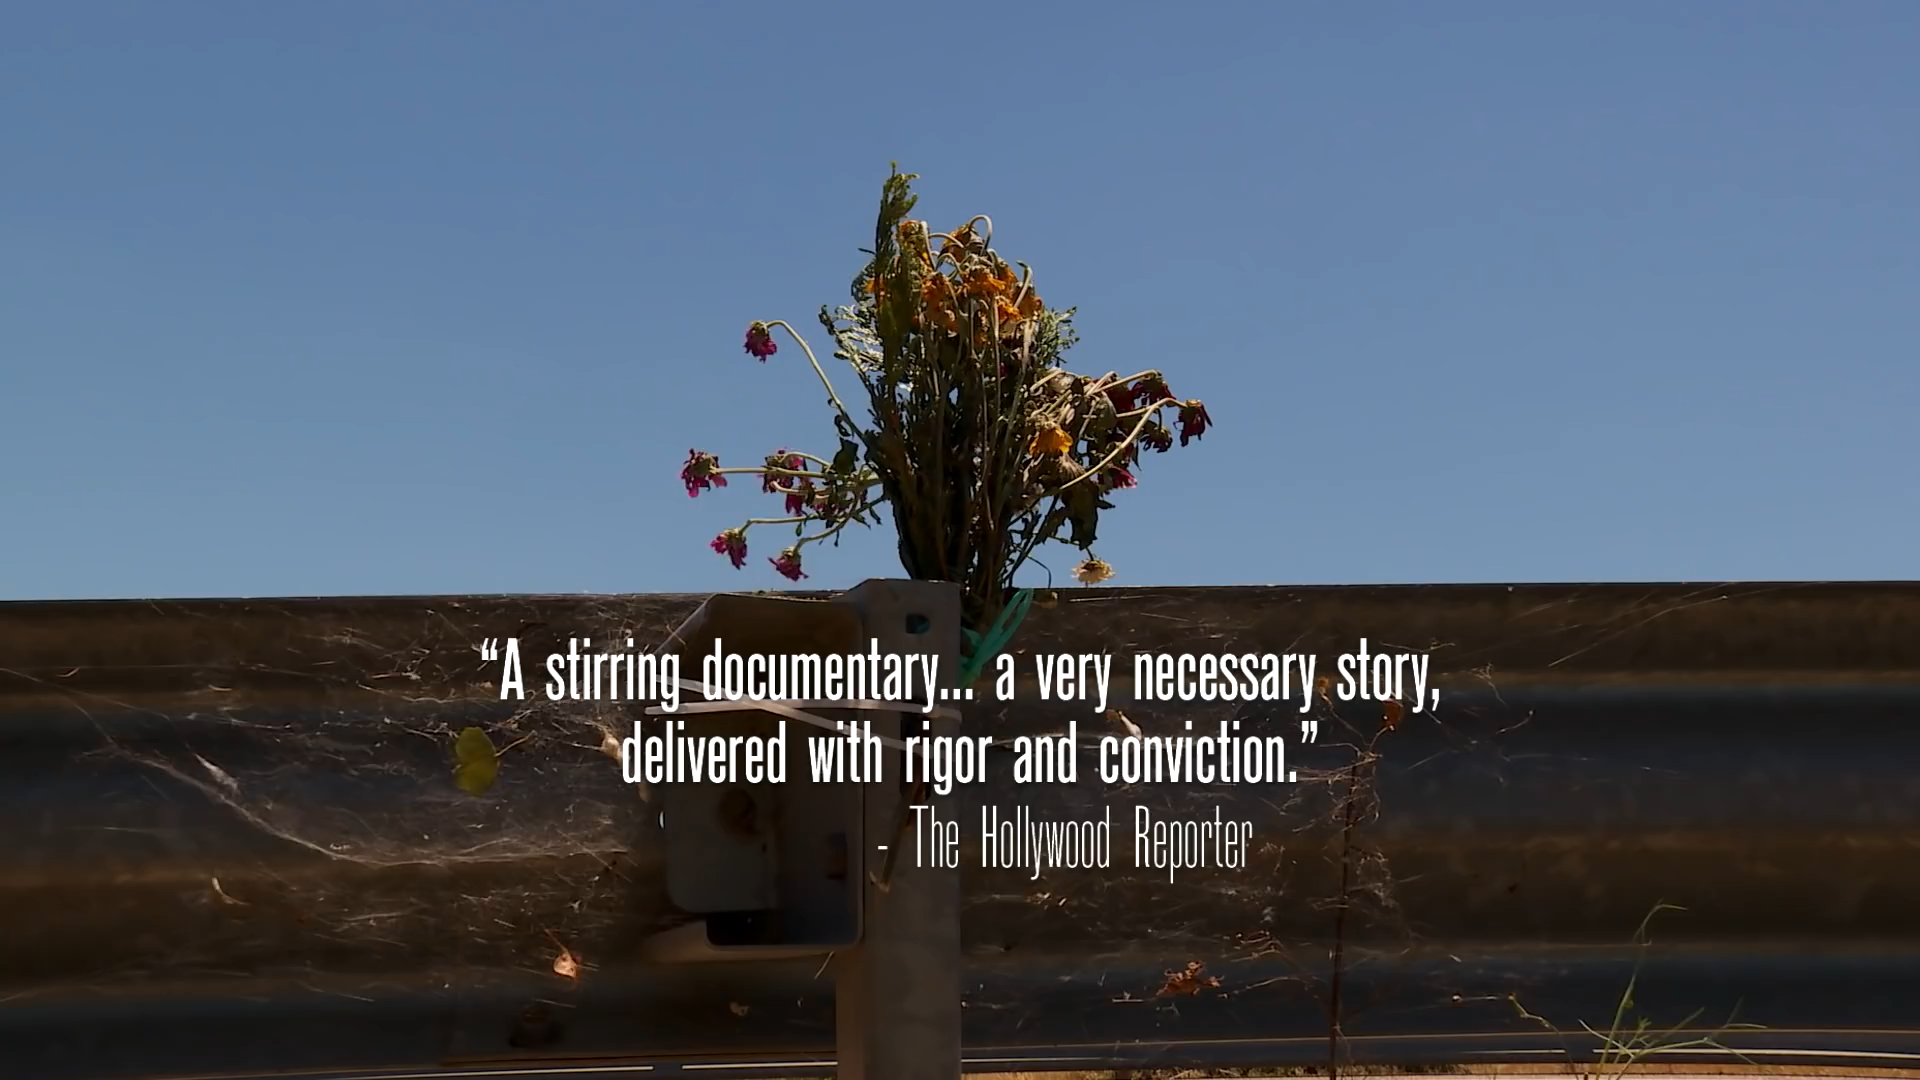 “A stirring documentary... a very necessary story,
delivered with rigor and conviction.”
- The Hollywood Reporter